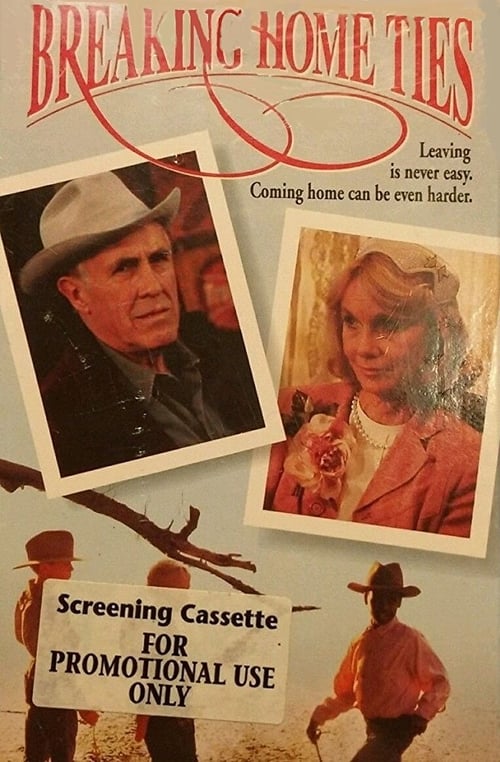 BREAKING HOME TIES
Leaving
is never easy.
Coming home can be even harder.
Screening Cassette
FOR
PROMOTIONAL USE
ONLY